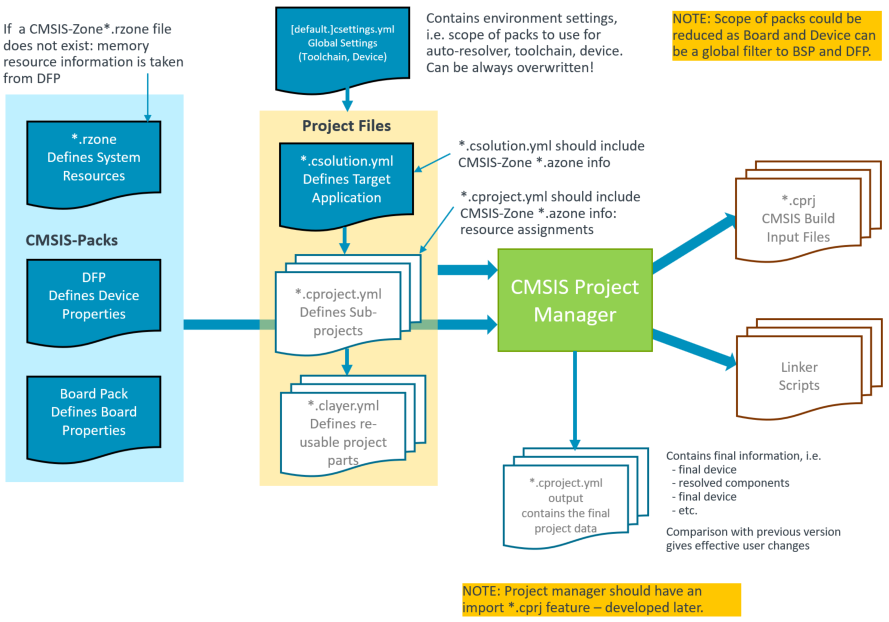 If a CMSIS-Zone*.rzone file
does not exist: memory
resource information is taken
from DFP
[default.]csettings.yml
Global Settings
(Toolchain, Device)
Contains environment settings,
i.e. scope of packs to use for
auto-resolver, toolchain, device.
Can be always overwritten!
NOTE: Scope of packs could be
reduced as Board and Device can
be a global filter to BSP and DFP.
*.rzone
Defines System
Resources
CMSIS-Packs
DFP
Defines Device
Properties
Board Pack
Defines Board
Properties
Project Files
*.csolution.yml
Defines Target
Application
*.cproject.yml
Defines Sub-
projects
*.clayer.yml
Defines re-
usable project
parts
*.csolution.yml should include
CMSIS-Zone *.azone info
*.cproject.yml should include
CMSIS-Zone *.azone info:
resource assignments
CMSIS Project
Manager
*.cprj
CMSIS Build
Input Files
Linker
Scripts
*.cproject.yml
output
contains the final
project data
Contains final information, i.e.
- final device
- resolved components
- final device
- etc.
Comparison with previous version
gives effective user changes
NOTE: Project manager should have an
import *.cprj feature – developed later.